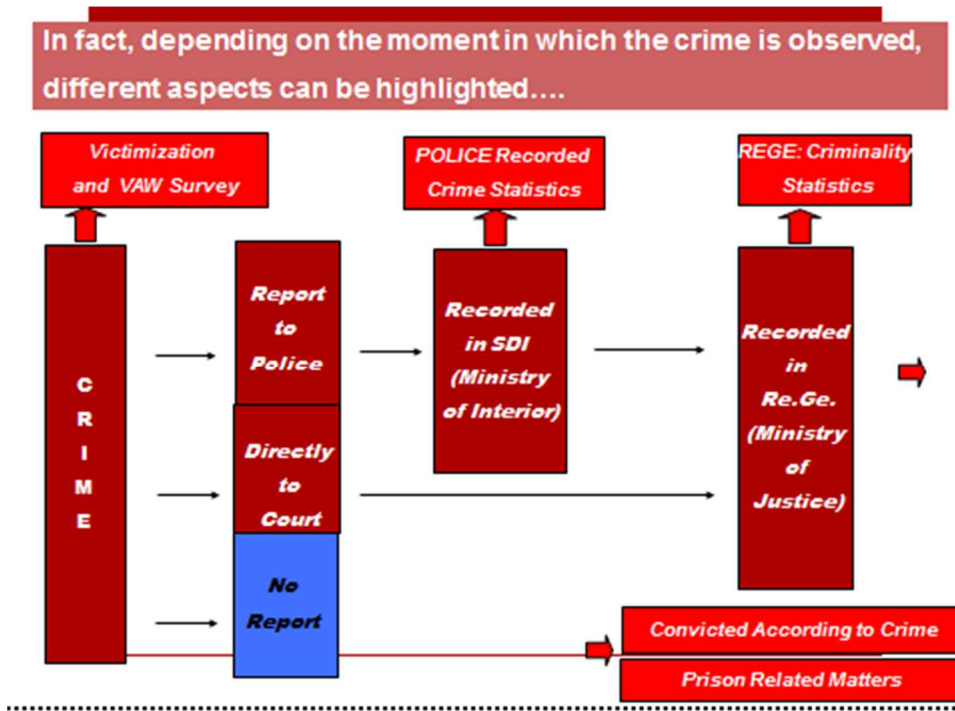 In fact, depending on the moment in which the crime is observed,
different aspects can be highlighted....
Victimization
and VAW Survey
POLICE Recorded
Crime Statistics
REGE: Criminality
Statistics
CRIME
Report
to
Police
Directly
to
Court
No
Report
Recorded
in SDI
(Ministry
of Interior)
Recorded
in
Re.Ge.
(Ministry
of
Justice)
Convicted According to Crime
Prison Related Matters